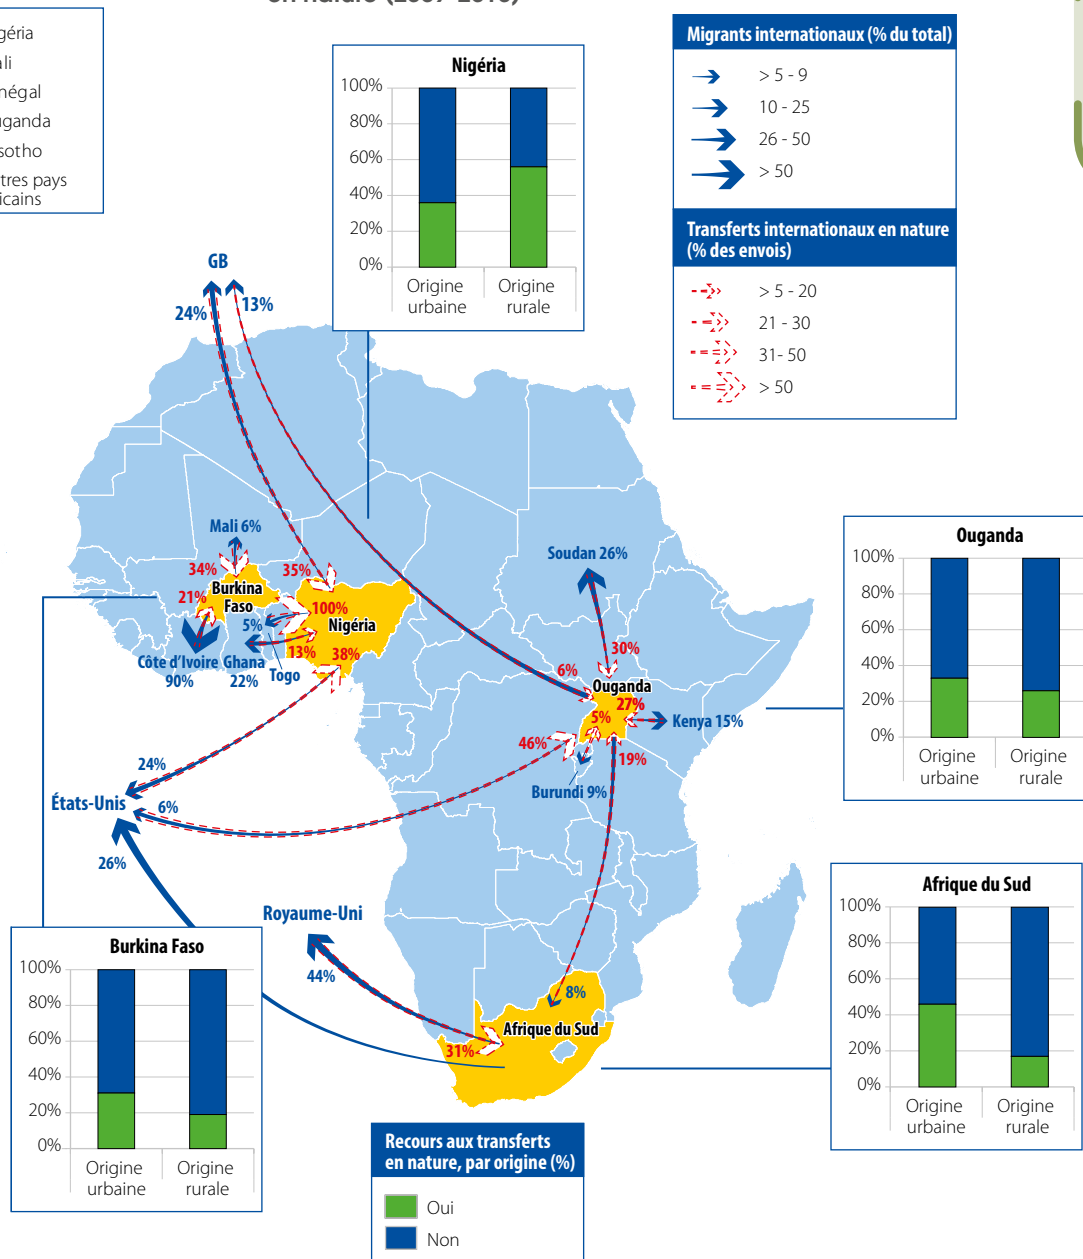 géria
ali
négal
uganda
sotho
tres pays
icains
Nigéria
100%
80%
60%
40%
20%
0%
Origine
urbaine
Origine
rurale
Migrants internationaux (% du total)
> 5 - 9
10 - 25
26 - 50
> 50
Transferts internationaux en nature
(% des envois)
> 5 - 20
21 - 30
31- 50
> 50
GB
24%
13%
Mali 6%
34%
35%
21%
Burkina
Faso
100%
5%
Nigéria
13%
38%
Côte d'Ivoire
90%
Ghana
22%
Togo
Soudan 26%
30%
6%
Ouganda
27%
5%
Kenya 15%
46%
19%
Burundi 9%
24%
États-Unis
6%
26%
Royaume-Uni
44%
8%
Afrique du Sud
31%
Ouganda
100%
80%
60%
40%
20%
0%
Origine
urbaine
Origine
rurale
Afrique du Sud
100%
80%
60%
40%
20%
0%
Origine
urbaine
Origine
rurale
Burkina Faso
100%
80%
60%
40%
20%
0%
Origine
urbaine
Origine
rurale
Recours aux transferts
en nature, par origine (%)
Oui
Non